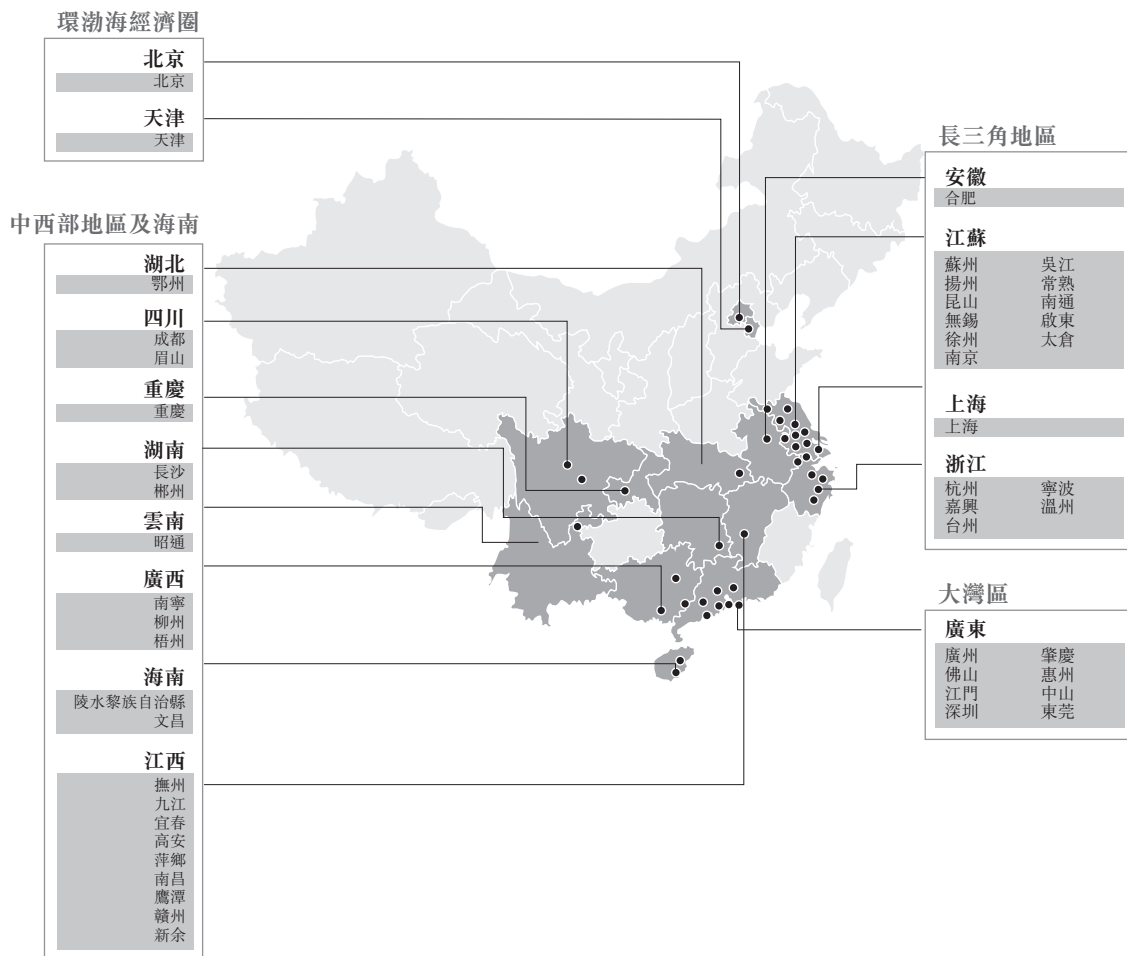 環渤海經濟圈
北京
北京
天津
天津
中西部地區及海南
湖北
鄂州
四川
成都
眉山
重慶
重慶
湖南
長沙
郴州
雲南
昭通
廣西
南寧
柳州
梧州
海南
陵水黎族自治縣
文昌
江西
撫州
九江
宜春
高安
萍鄉
南昌
鷹潭
贛州
新余
長三角地區
安徽
合肥
江蘇
蘇州 吳江
揚州 常熟
昆山 南通
無錫 啟東
徐州 太倉
南京
上海
上海
浙江
杭州 寧波
嘉興 溫州
台州
大灣區
廣東
廣州 肇慶
佛山 惠州
江門 中山
深圳 東莞